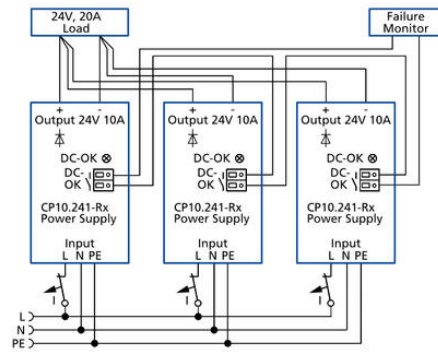 24V, 20A
Load
Failure
Monitor
+ -
Output 24V 10A
DC-OK
DC-
OK
CP10.241-Rx
Power Supply
Input
L N PE
I
+ -
Output 24V 10A
DC-OK
DC-
OK
CP10.241-Rx
Power Supply
Input
L N PE
I
+ -
Output 24V 10A
DC-OK
DC-
OK
CP10.241-Rx
Power Supply
Input
L N PE
I
L
N
PE